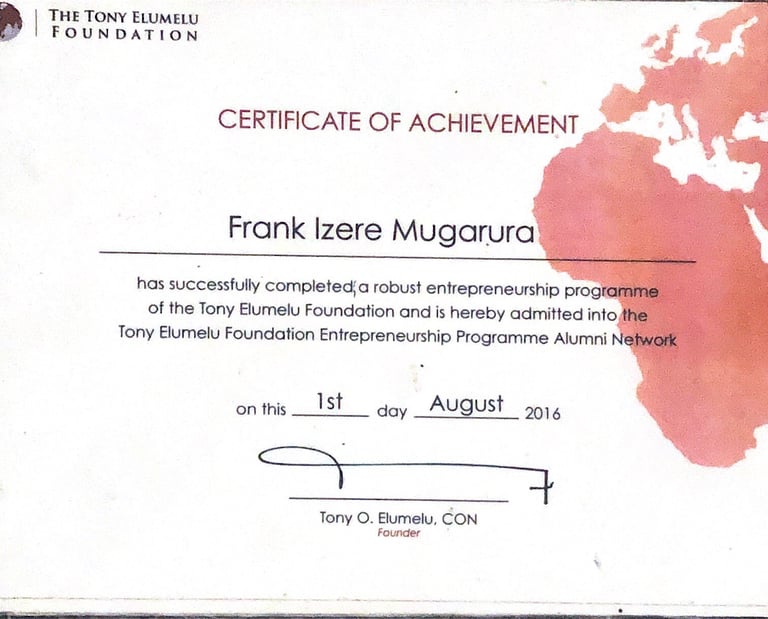 THE TONY ELUMELU
FOUNDATION
CERTIFICATE OF ACHIEVEMENT
Frank Izere Mugarura
has successfully completed a robust entrepreneurship programme
of the Tony Elumelu Foundation and is hereby admitted into the
Tony Elumelu Foundation Entrepreneurship Programme Alumni Network
on this 1st day August 2016
Tony O. Elumelu, CON
Founder